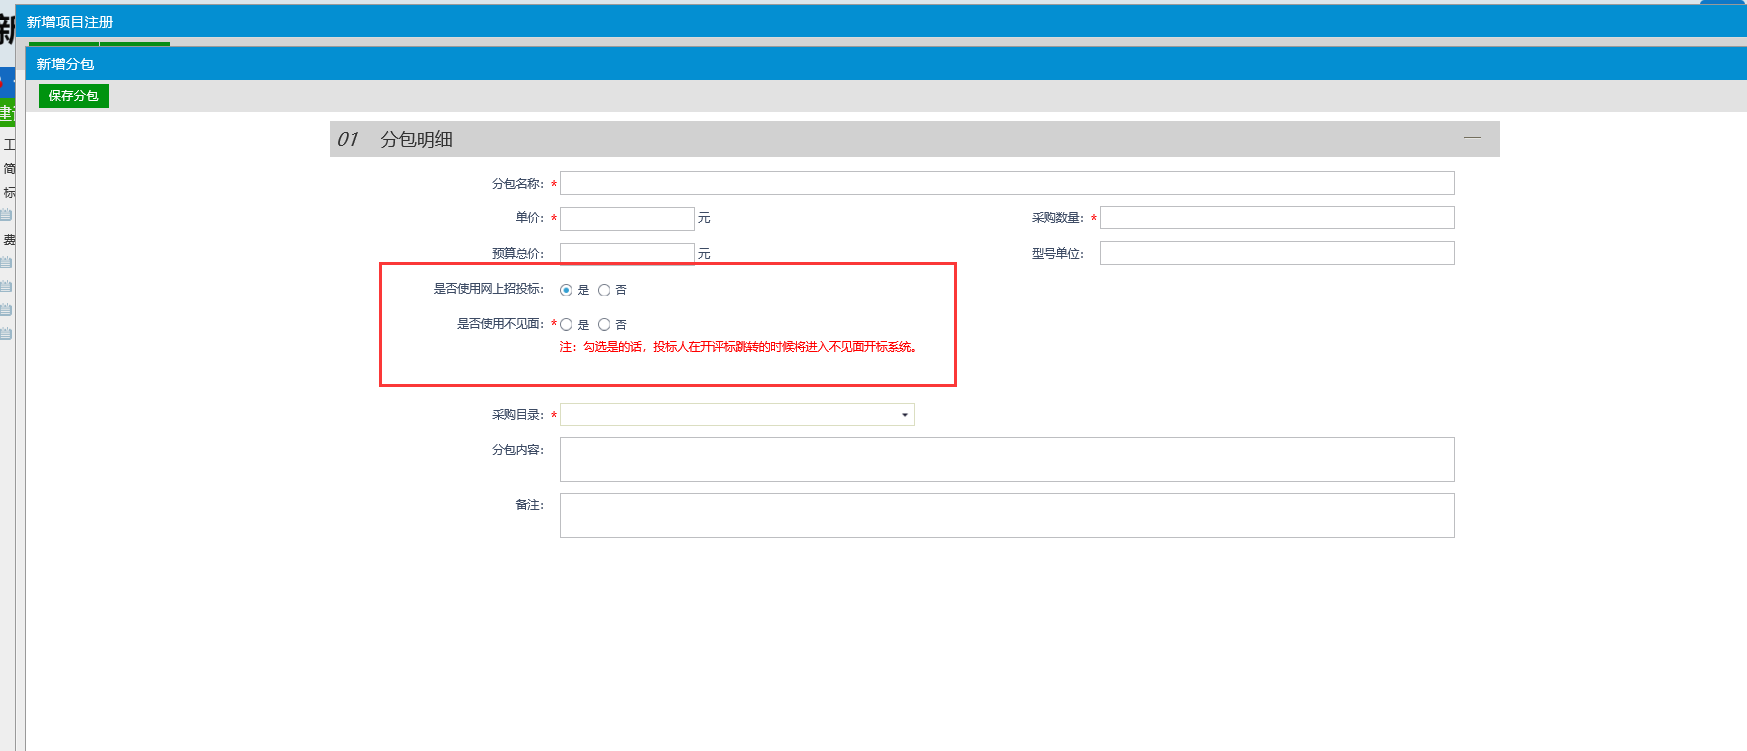 新增项目注册
新增分包
保存分包
01 分包明细
分包名称： *
单价： * 元 采购数量： *
预算总价： 元 型号单位：
是否使用网上招投标： 是 否
是否使用不见面： * 是 否
注：勾选是的话，投标人在开评标跳转的时候将进入不见面开标系统。
采购目录： *
分包内容：
备注：
工
简
标
费